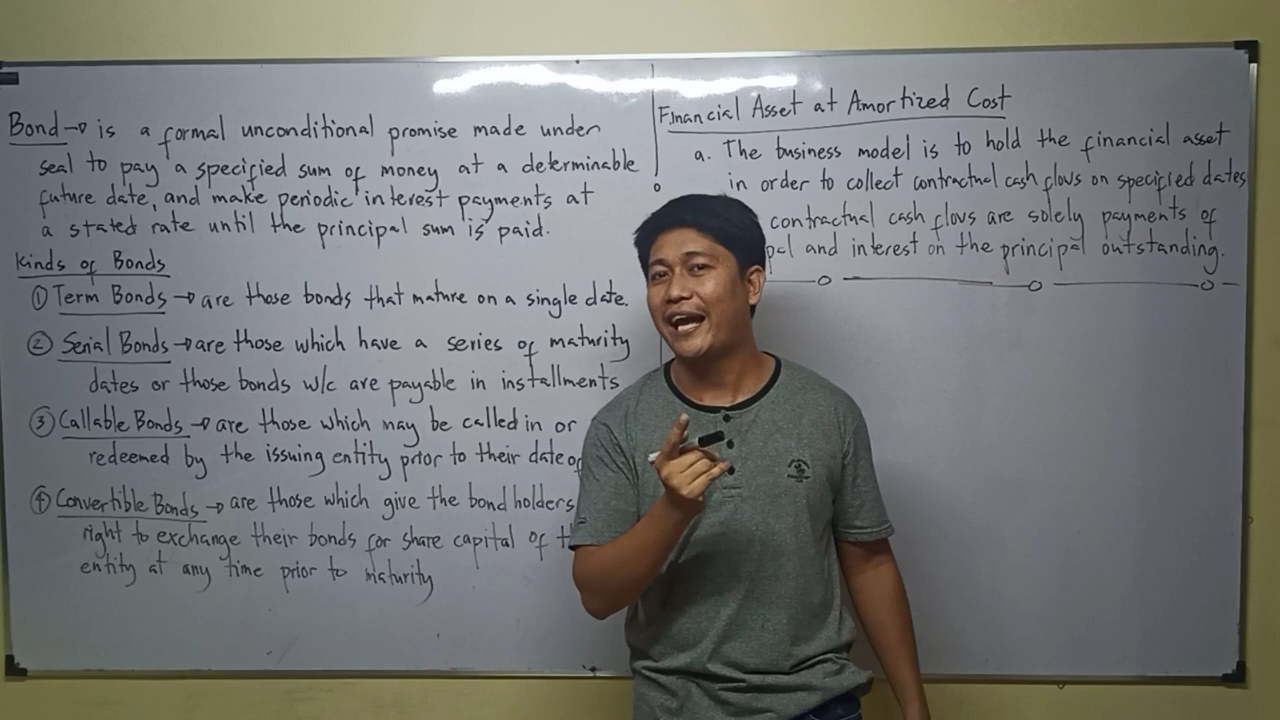 Bond → is a formal unconditional promise made under
seal to pay a specified sum of money at a determinable
future date, and make periodic interest payments at
a stated rate until the principal sum is paid.
Kinds of Bonds
① Term Bonds → are those bonds that mature on a single date.
② Serial Bonds → are those which have a series of maturity
dates or those bonds w/c are payable in installments
③ Callable Bonds → are those which may be called in or
redeemed by the issuing entity prior to their date of
④ Convertible Bonds → are those which give the bond holders
right to exchange their bonds for share capital of
entity at any time prior to maturity
Financial Asset at Amortized Cost
a. The business model is to hold the financial asset
in order to collect contractual cash flows on specified dates
contractual cash flows are solely payments of
and interest on the principal outstanding.